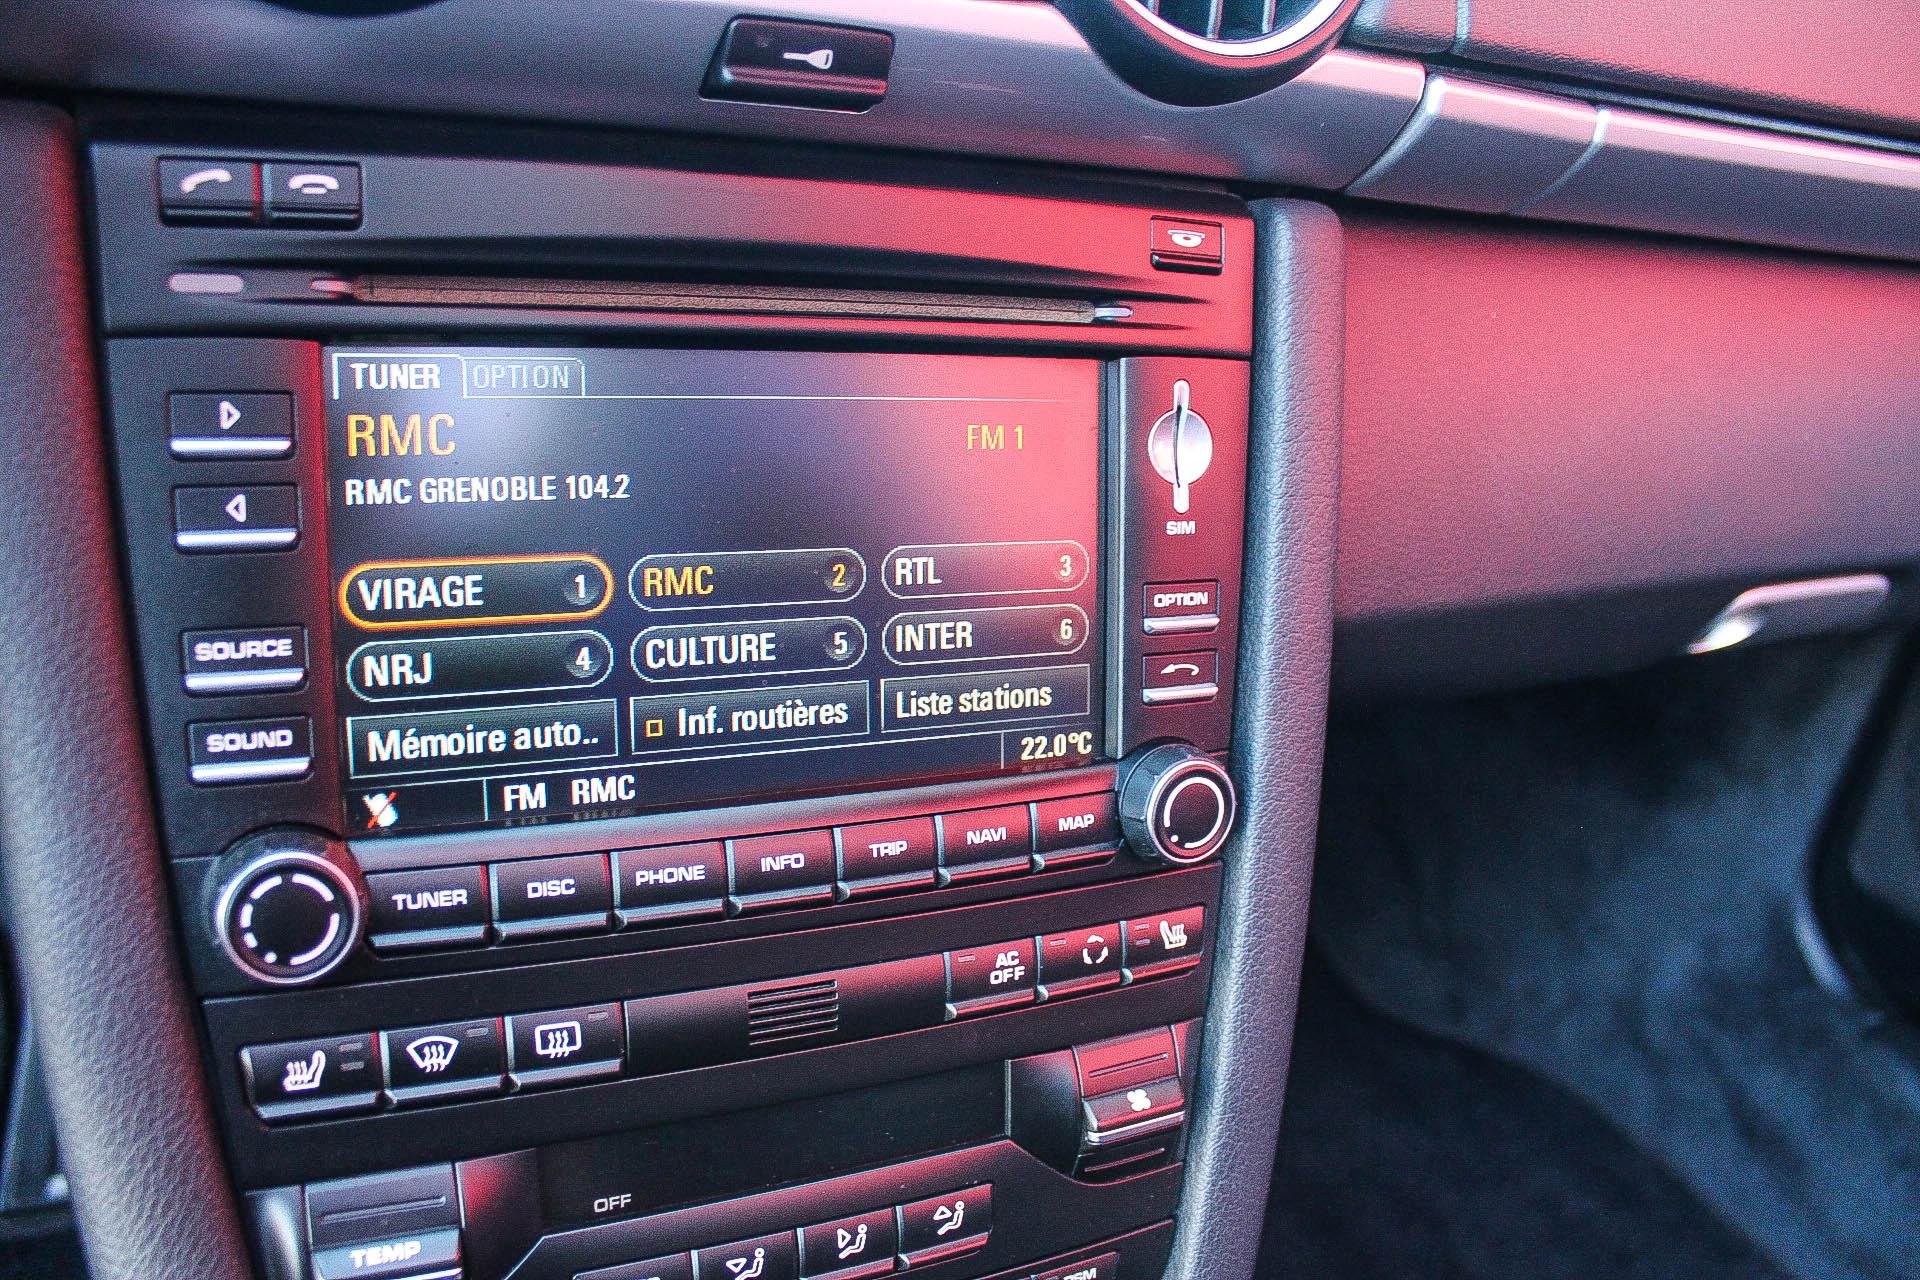 TUNER OPTION
RMC FM 1
RMC GRENOBLE 104.2
VIRAGE 1 RMC 2 RTL 3
NRJ 4 CULTURE 5 INTER 6
Mémoire auto.. Inf. routières Liste stations
FM RMC 22.0°C
SIM
OPTION
SOURCE
SOUND
TUNER DISC PHONE INFO TRIP NAVI MAP
AC
OFF
OFF
TEMP